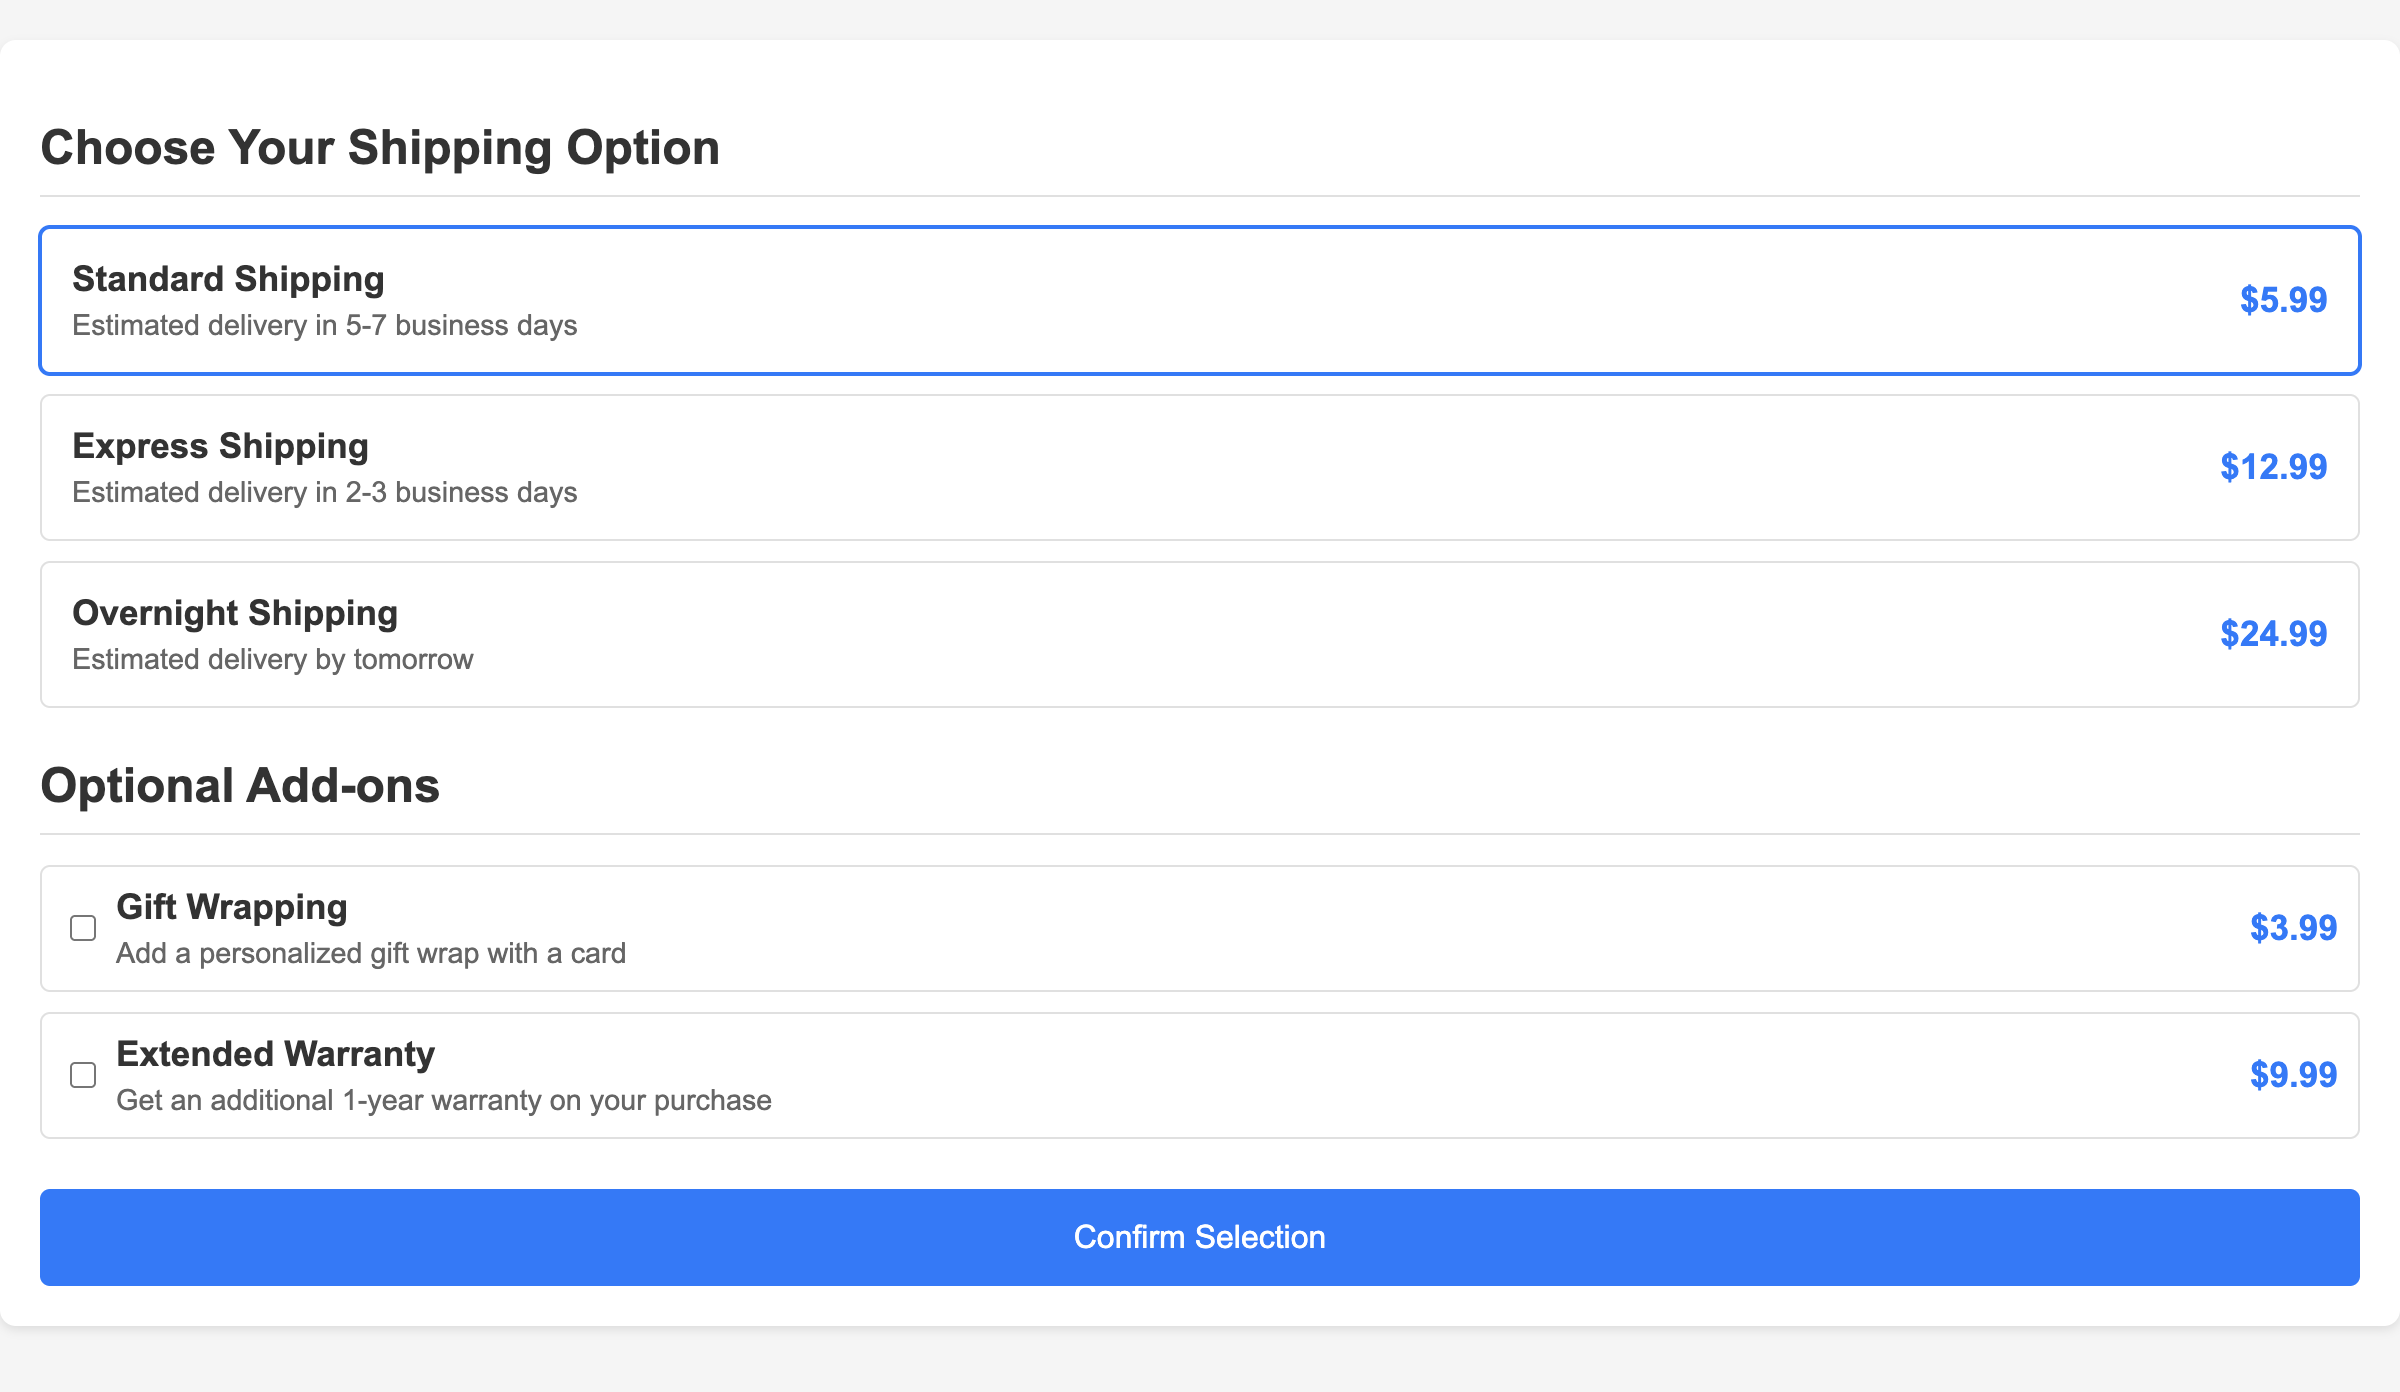 Choose Your Shipping Option
Standard Shipping
Estimated delivery in 5-7 business days
$5.99
Express Shipping
Estimated delivery in 2-3 business days
$12.99
Overnight Shipping
Estimated delivery by tomorrow
$24.99
Optional Add-ons
Gift Wrapping
Add a personalized gift wrap with a card
$3.99
Extended Warranty
Get an additional 1-year warranty on your purchase
$9.99
Confirm Selection